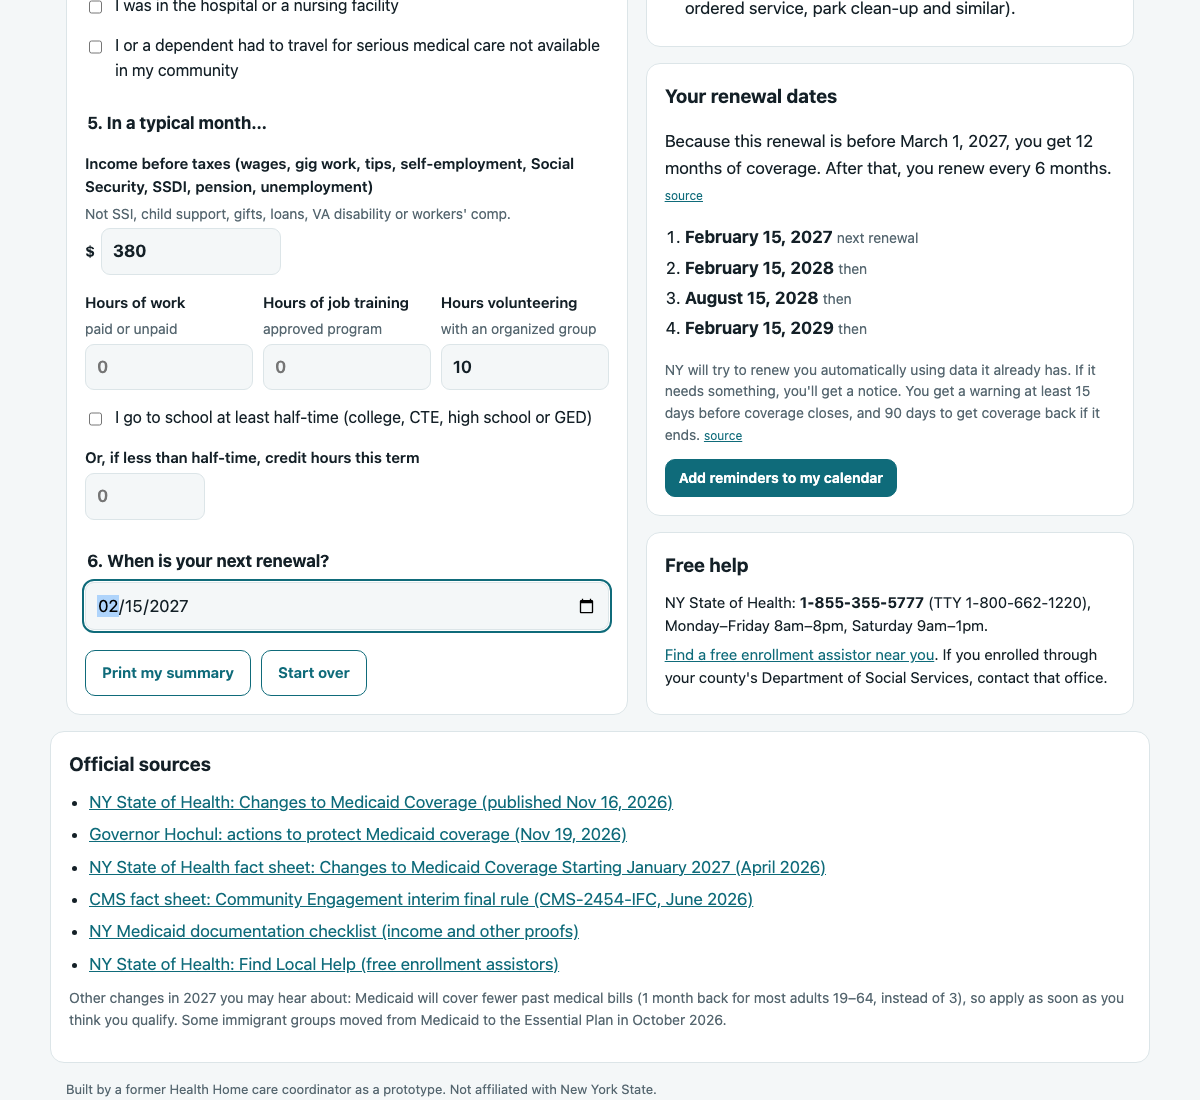 I was in the hospital or a nursing facility
I or a dependent had to travel for serious medical care not available
in my community
5. In a typical month...
Income before taxes (wages, gig work, tips, self-employment, Social
Security, SSDI, pension, unemployment)
Not SSI, child support, gifts, loans, VA disability or workers' comp.
$ 380
Hours of work
paid or unpaid
0
Hours of job training
approved program
0
Hours volunteering
with an organized group
10
I go to school at least half-time (college, CTE, high school or GED)
Or, if less than half-time, credit hours this term
0
6. When is your next renewal?
02/15/2027
Print my summary
Start over
ordered service, park clean-up and similar).
Your renewal dates
Because this renewal is before March 1, 2027, you get 12
months of coverage. After that, you renew every 6 months.
source
1. February 15, 2027 next renewal
2. February 15, 2028 then
3. August 15, 2028 then
4. February 15, 2029 then
NY will try to renew you automatically using data it already has. If it
needs something, you'll get a notice. You get a warning at least 15
days before coverage closes, and 90 days to get coverage back if it
ends. source
Add reminders to my calendar
Free help
NY State of Health: 1-855-355-5777 (TTY 1-800-662-1220),
Monday–Friday 8am–8pm, Saturday 9am–1pm.
Find a free enrollment assistor near you. If you enrolled through
your county's Department of Social Services, contact that office.
Official sources
• NY State of Health: Changes to Medicaid Coverage (published Nov 16, 2026)
• Governor Hochul: actions to protect Medicaid coverage (Nov 19, 2026)
• NY State of Health fact sheet: Changes to Medicaid Coverage Starting January 2027 (April 2026)
• CMS fact sheet: Community Engagement interim final rule (CMS-2454-IFC, June 2026)
• NY Medicaid documentation checklist (income and other proofs)
• NY State of Health: Find Local Help (free enrollment assistors)
Other changes in 2027 you may hear about: Medicaid will cover fewer past medical bills (1 month back for most adults 19–64, instead of 3), so apply as soon as you
think you qualify. Some immigrant groups moved from Medicaid to the Essential Plan in October 2026.
Built by a former Health Home care coordinator as a prototype. Not affiliated with New York State.